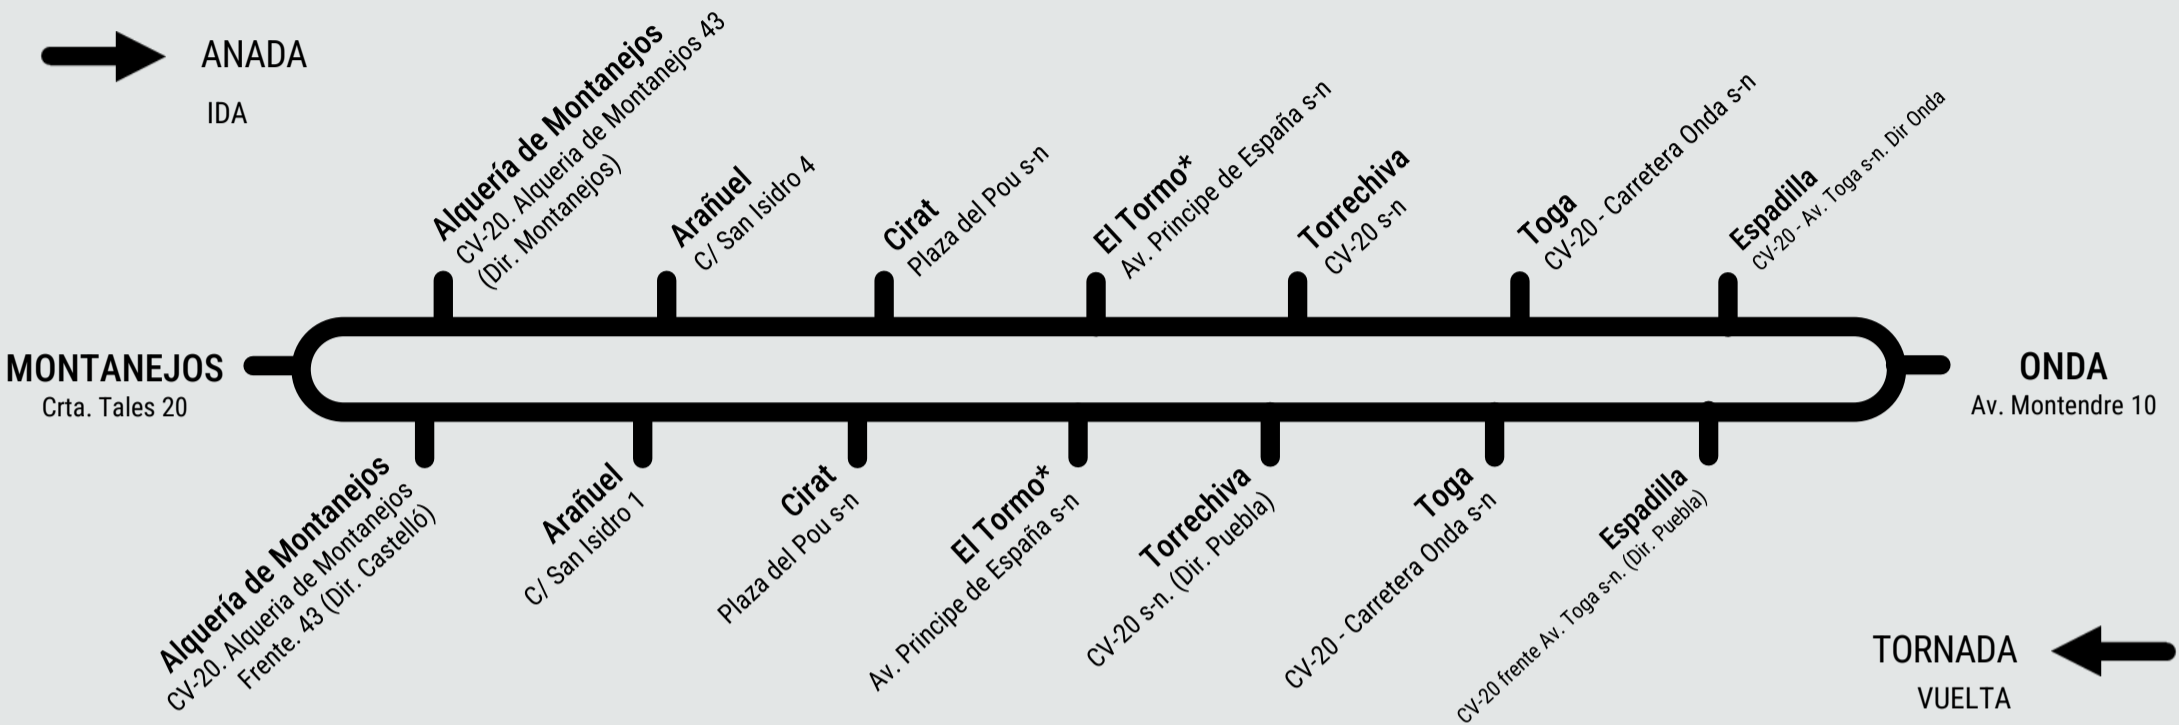 ANADA
IDA
Alquería de Montanejos
CV-20. Alqueria de Montanejos 43
(Dir. Montanejos)
Arañuel
C/ San Isidro 4
Cirat
Plaza del Pou s-n
El Tormo*
Av. Principe de España s-n
Torrechiva
CV-20 s-n
Toga
CV-20 - Carretera Onda s-n
Espadilla
CV-20 - Av. Toga s-n. Dir Onda
MONTANEJOS
Crta. Tales 20
ONDA
Av. Montendre 10
Alquería de Montanejos
CV-20. Alqueria de Montanejos
Frente. 43 (Dir. Castelló)
Arañuel
C/ San Isidro 1
Cirat
Plaza del Pou s-n
El Tormo*
Av. Principe de España s-n
Torrechiva
CV-20 s-n. (Dir. Puebla)
Toga
CV-20 - Carretera Onda s-n
Espadilla
CV-20 frente Av. Toga s-n. (Dir. Puebla)
TORNADA
VUELTA